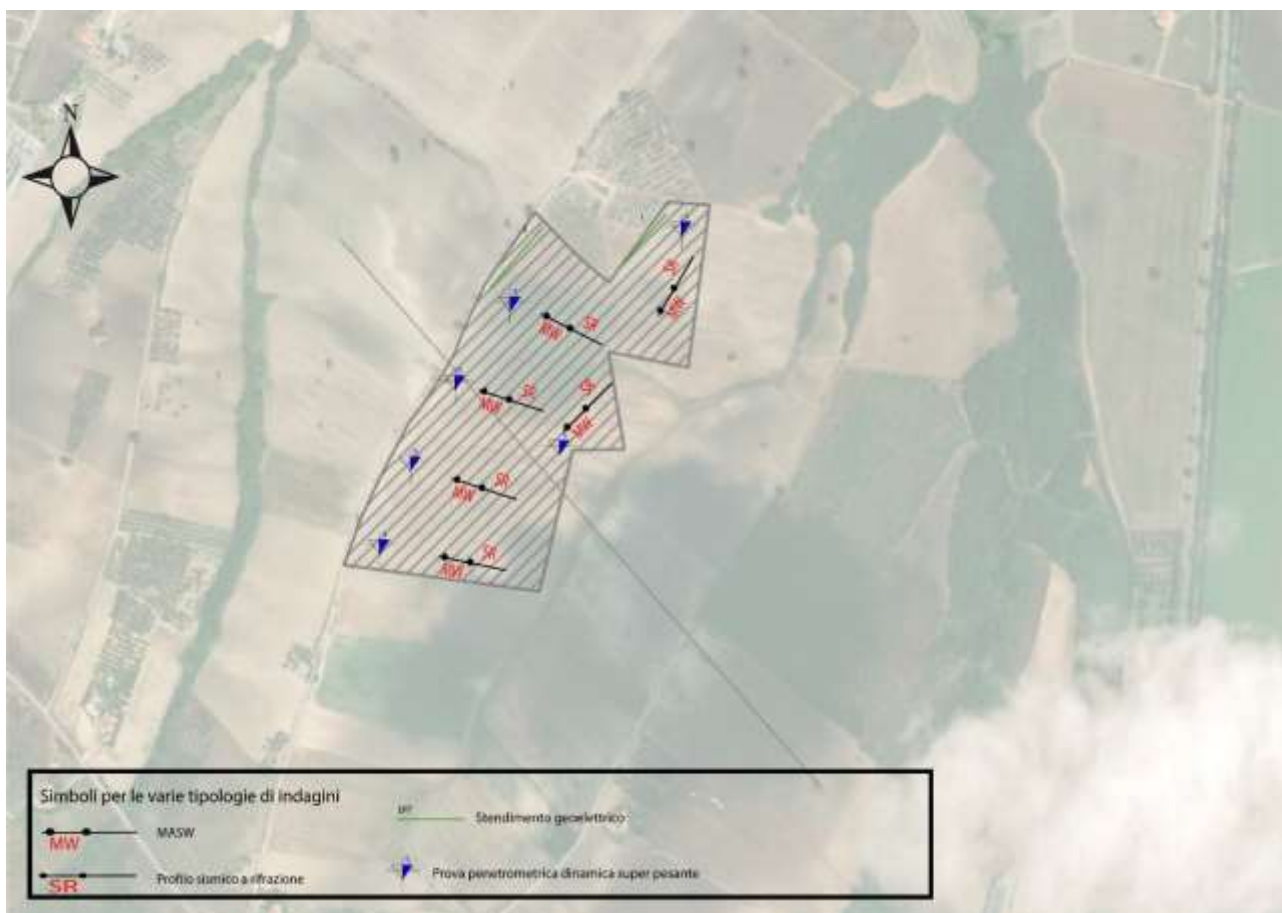 N
SR
MW
MW
SR
MW
SR
SR
MW
MW
SR
MW
SR
Simboli per le varie tipologie di indagini
MW
MASW
Stendimento geoelettrico
SR
Profilo sismico a rifrazione
Prova penetrometrica dinamica super pesante